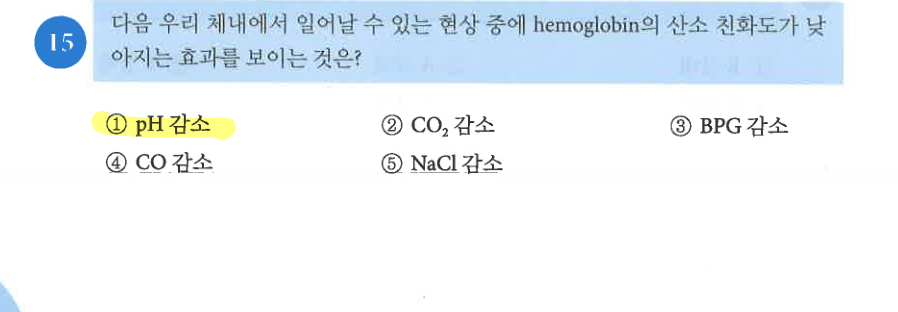 15
다음 우리 체내에서 일어날 수 있는 현상 중에 hemoglobin의 산소 친화도가 낮
아지는 효과를 보이는 것은?
① pH 감소 ② CO₂ 감소 ③ BPG 감소
④ CO 감소 ⑤ NaCl 감소